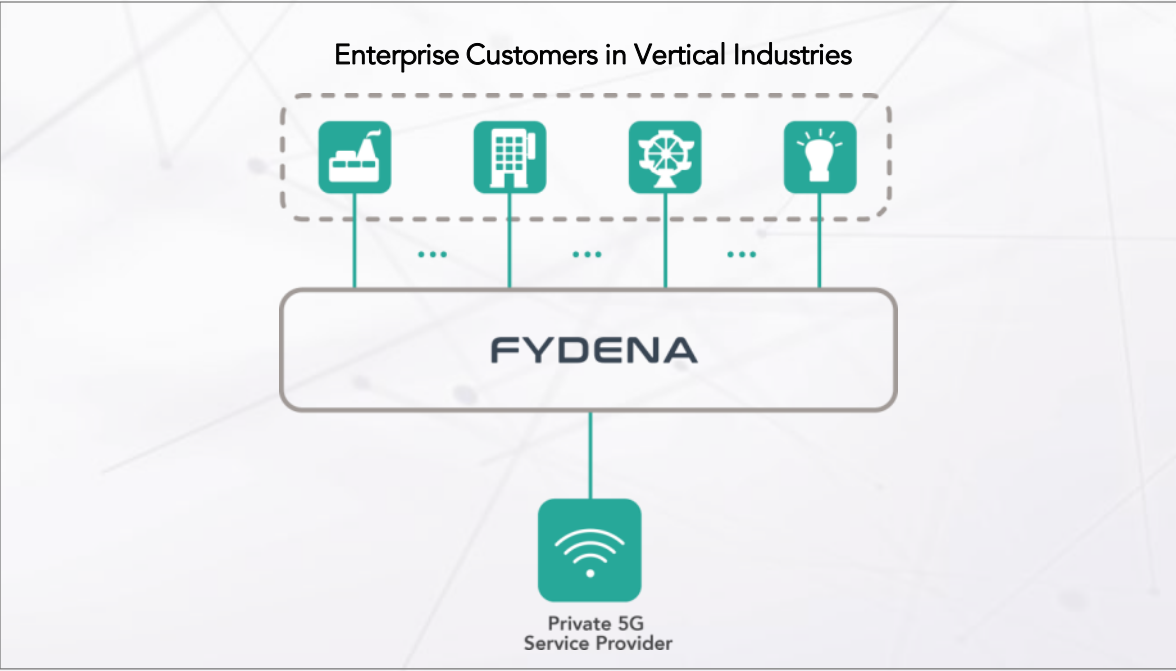 Enterprise Customers in Vertical Industries
... ... ...
FYDENA
Private 5G
Service Provider